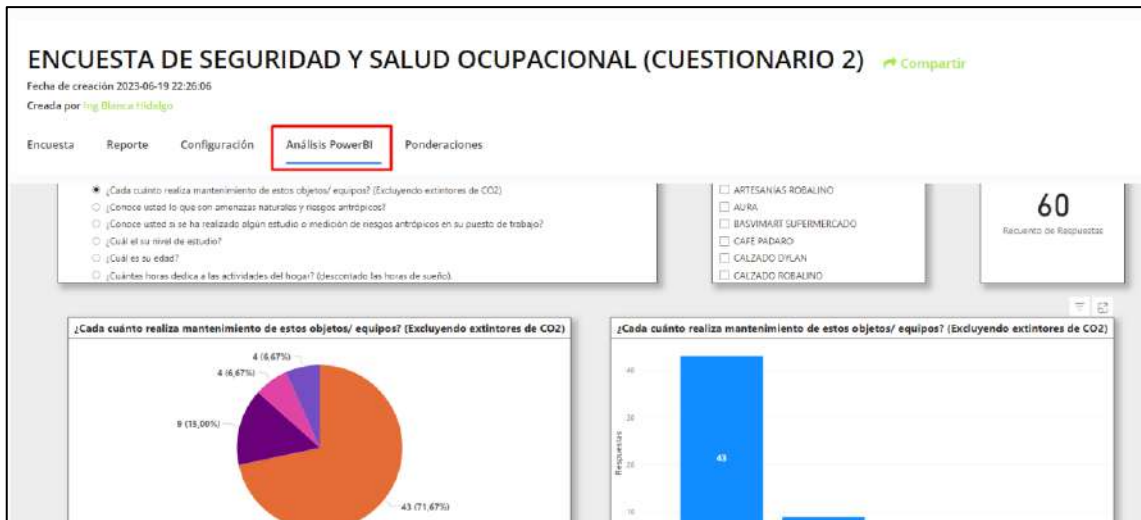 ENCUESTA DE SEGURIDAD Y SALUD OCUPACIONAL (CUESTIONARIO 2) Compartir
Fecha de creación 2023-06-19 22:26:06
Creada por Ing Blanca Hidalgo
Encuesta Reporte Configuración Análisis PowerBI Ponderaciones
¿Cada cuánto realiza mantenimiento de estos objetos/ equipos? (Excluyendo extintores de CO2)
¿Conoce usted lo que son amenazas naturales y riesgos antrópicos?
¿Conoce usted si se ha realizado algún estudio o medición de riesgos antrópicos en su puesto de trabajo?
¿Cuál el su nivel de estudio?
¿Cuál es su edad?
¿Cuántas horas dedica a las actividades del hogar? (descontado las horas de sueño).
ARTESANÍAS ROBALINO
AURA
BASVIMART SUPERMERCADO
CAFÉ PADARO
CALZADO DYLAN
CALZADO ROBALINO
60
Recuento de Respuestas
¿Cada cuánto realiza mantenimiento de estos objetos/ equipos? (Excluyendo extintores de CO2)
4 (6,67%)
4 (6,67%)
9 (15,00%)
43 (71,67%)
¿Cada cuánto realiza mantenimiento de estos objetos/ equipos? (Excluyendo extintores de CO2)
Respuestas
40
30
20
10
43